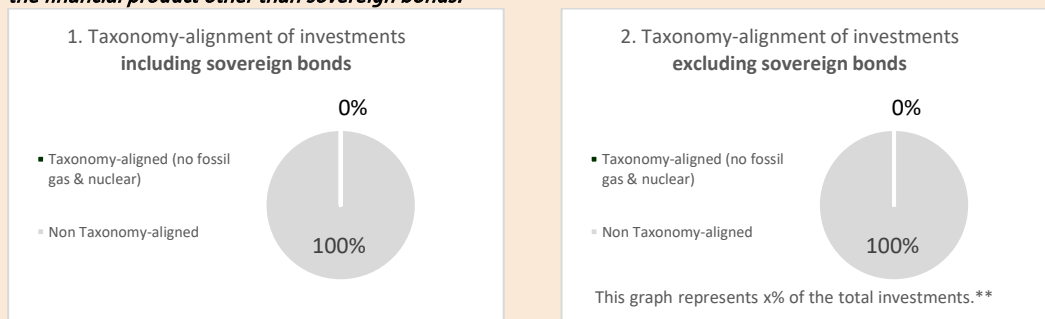 the financial product other than sovereign bonds.
1. Taxonomy-alignment of investments
including sovereign bonds
0%
Taxonomy-aligned (no fossil
gas & nuclear)
Non Taxonomy-aligned
100%
2. Taxonomy-alignment of investments
excluding sovereign bonds
0%
Taxonomy-aligned (no fossil
gas & nuclear)
Non Taxonomy-aligned
100%
This graph represents x% of the total investments.**